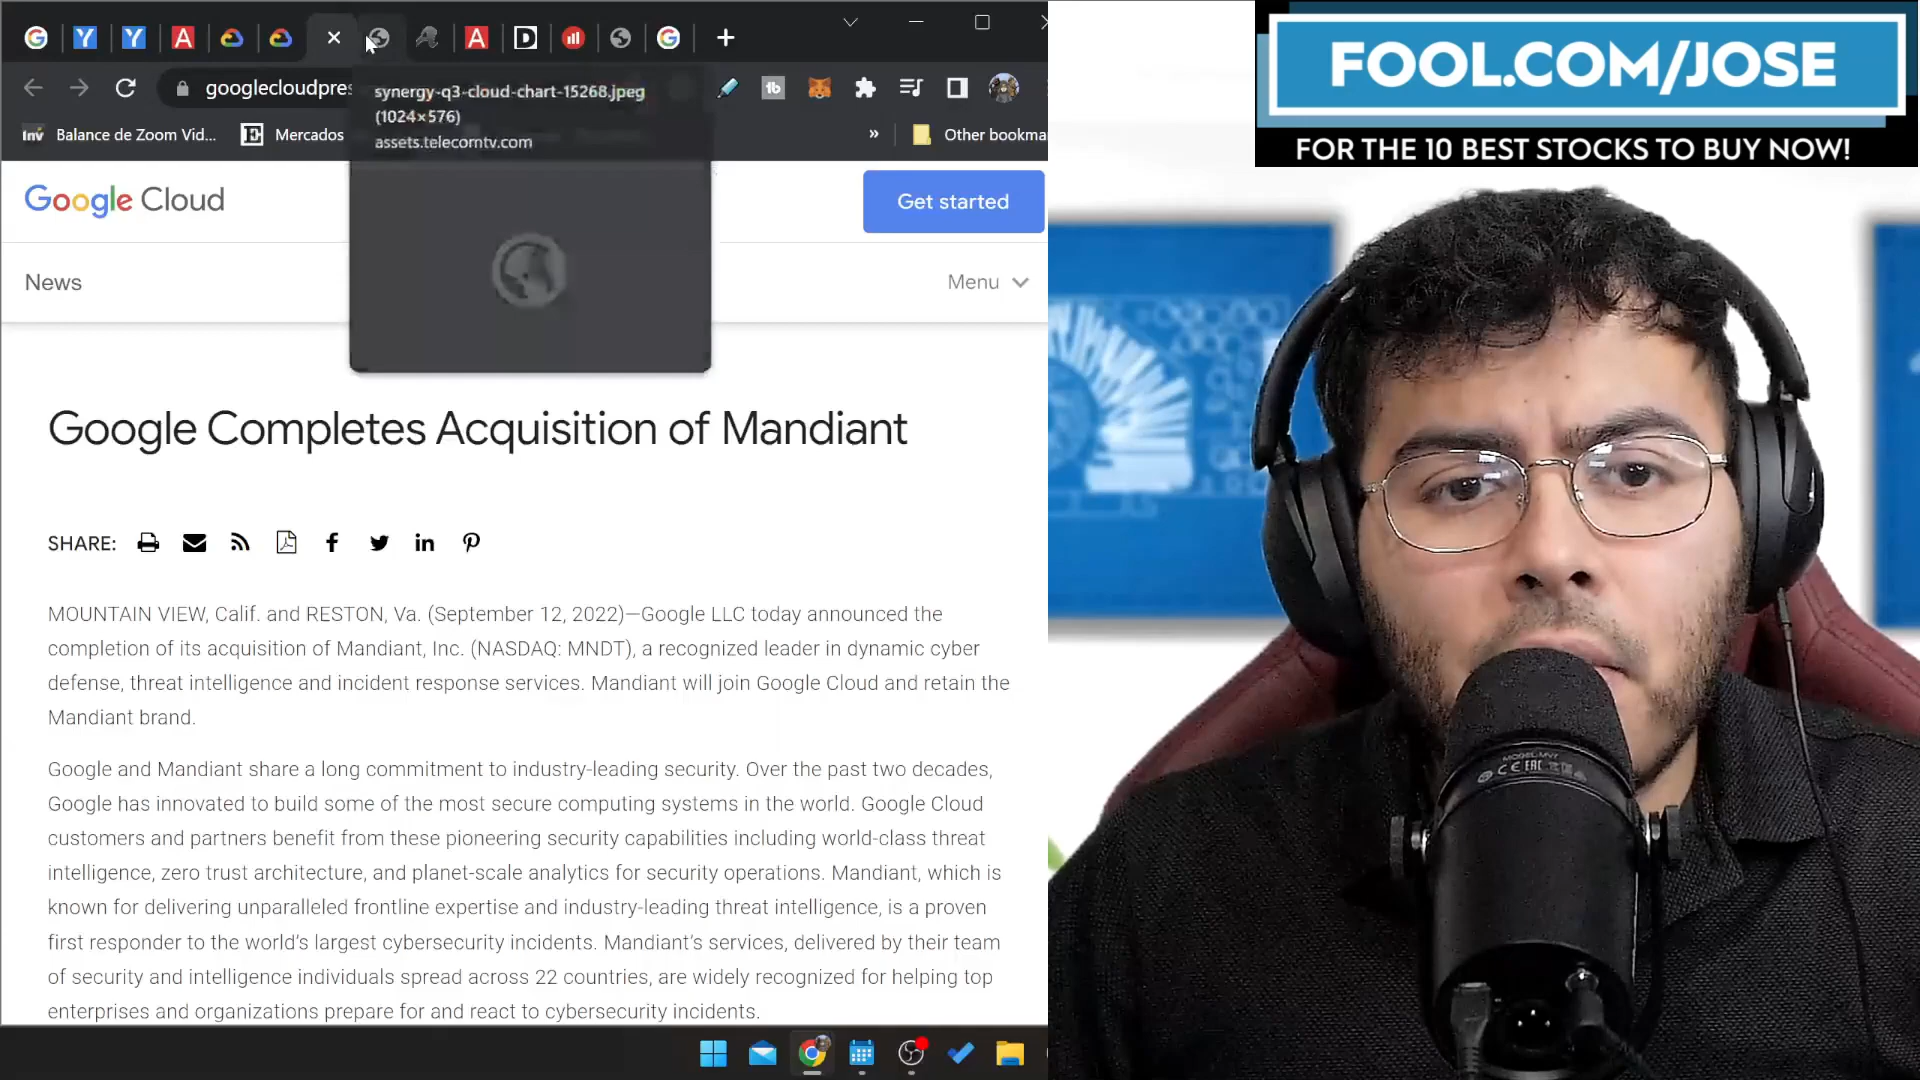 FOOL.COM/JOSE
FOR THE 10 BEST STOCKS TO BUY NOW!
googlecloudpres
synergy-q3-cloud-chart-15268.jpeg
(1024×576)
assets.telecomtv.com
Inv Balance de Zoom Vid...
E Mercados
» Other bookma
Google Cloud
Get started
News
Menu
Google Completes Acquisition of Mandiant
SHARE:
MOUNTAIN VIEW, Calif. and RESTON, Va. (September 12, 2022)—Google LLC today announced the
completion of its acquisition of Mandiant, Inc. (NASDAQ: MNDT), a recognized leader in dynamic cyber
defense, threat intelligence and incident response services. Mandiant will join Google Cloud and retain the
Mandiant brand.
Google and Mandiant share a long commitment to industry-leading security. Over the past two decades,
Google has innovated to build some of the most secure computing systems in the world. Google Cloud
customers and partners benefit from these pioneering security capabilities including world-class threat
intelligence, zero trust architecture, and planet-scale analytics for security operations. Mandiant, which is
known for delivering unparalleled frontline expertise and industry-leading threat intelligence, is a proven
first responder to the world's largest cybersecurity incidents. Mandiant's services, delivered by their team
of security and intelligence individuals spread across 22 countries, are widely recognized for helping top
enterprises and organizations prepare for and react to cybersecurity incidents.